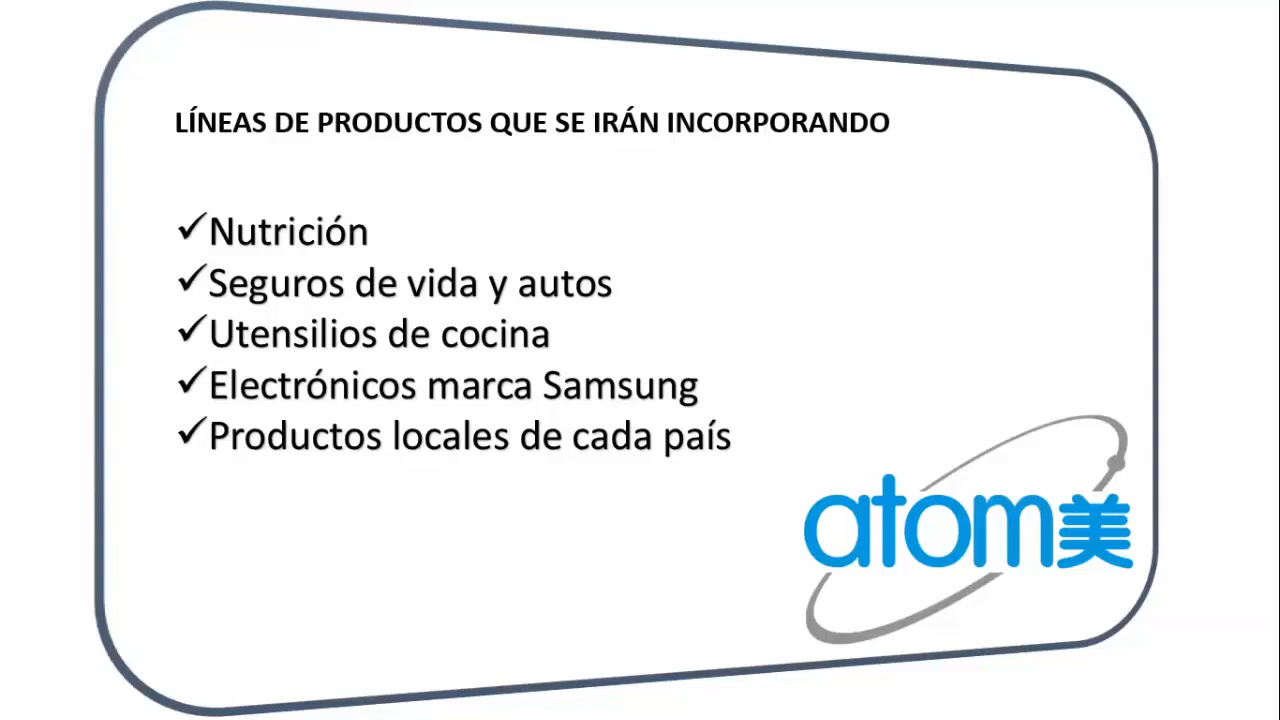 LÍNEAS DE PRODUCTOS QUE SE IRÁN INCORPORANDO
✓Nutrición
✓Seguros de vida y autos
✓Utensilios de cocina
✓Electrónicos marca Samsung
✓Productos locales de cada país
atom美